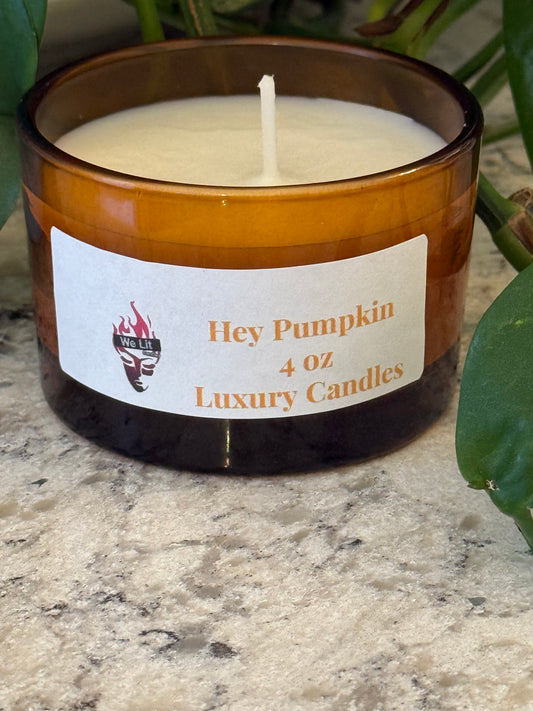 We Lit
Hey Pumpkin
4 oz
Luxury Candles